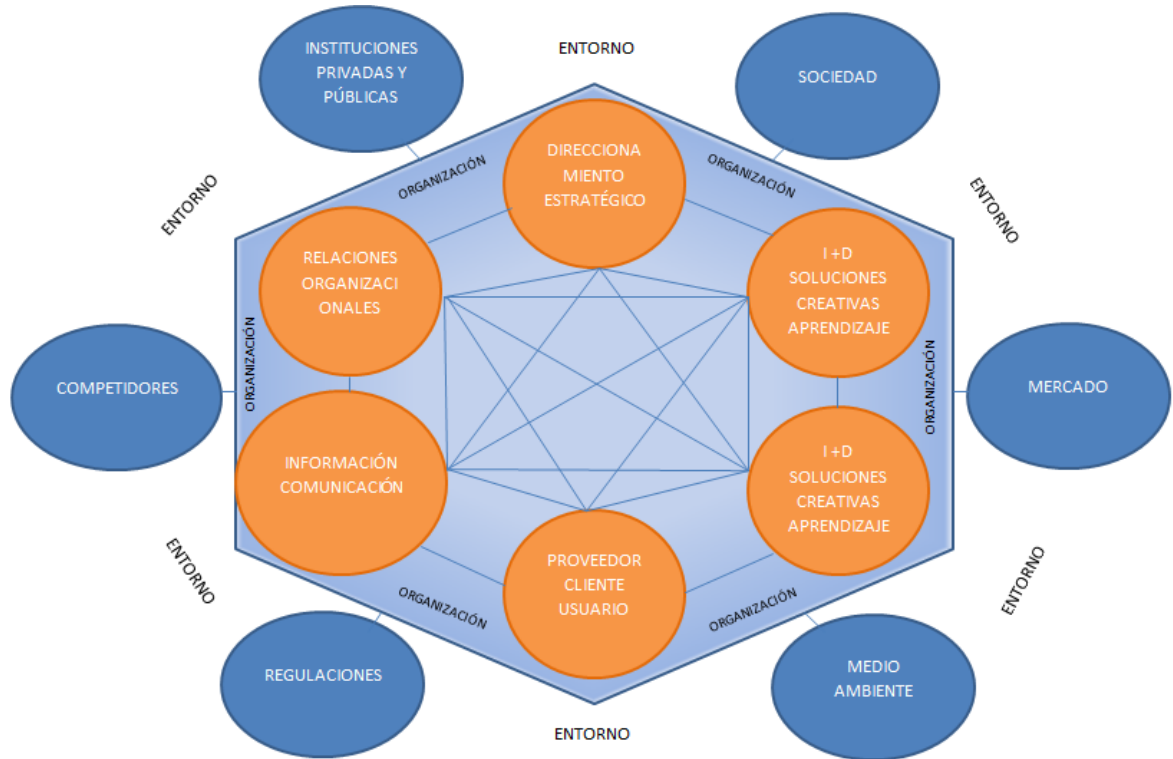 INSTITUCIONES
PRIVADAS Y
PÚBLICAS
ENTORNO
SOCIEDAD
ENTORNO
ORGANIZACIÓN
DIRECCIONA
MIENTO
ESTRATÉGICO
ORGANIZACIÓN
ENTORNO
RELACIONES
ORGANIZACI
ONALES
I +D
SOLUCIONES
CREATIVAS
APRENDIZAJE
COMPETIDORES
ORGANIZACIÓN
ORGANIZACIÓN
MERCADO
INFORMACIÓN
COMUNICACIÓN
I +D
SOLUCIONES
CREATIVAS
APRENDIZAJE
ENTORNO
ORGANIZACIÓN
PROVEEDOR
CLIENTE
USUARIO
ORGANIZACIÓN
ENTORNO
REGULACIONES
MEDIO
AMBIENTE
ENTORNO